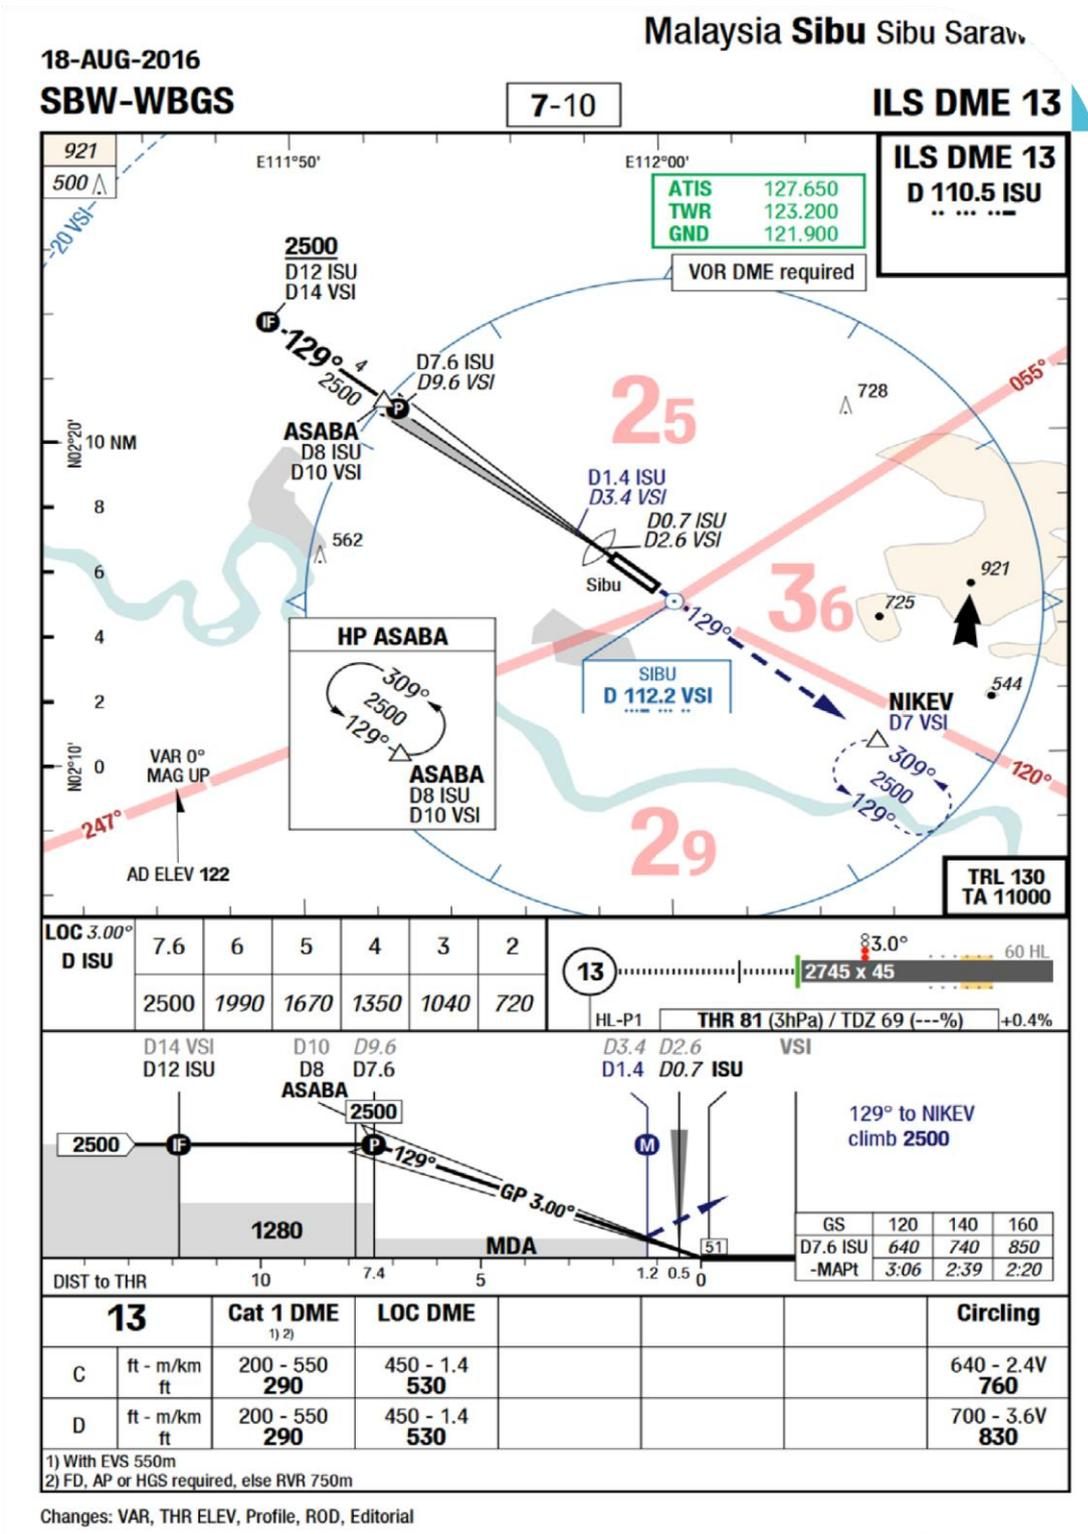 Malaysia Sibu Sibu Saraw
18-AUG-2016
SBW-WBGS
7-10
ILS DME 13
921
500
E111°50'
E112°00'
ILS DME 13
D 110.5 ISU
ATIS 127.650
TWR 123.200
GND 121.900
20 VSI
2500
D12 ISU
D14 VSI
VOR DME required
IF
129°
4
2500
D7.6 ISU
D9.6 VSI
P
ASABA
D8 ISU
D10 VSI
25
728
055°
N02°20'
10 NM
8
6
4
2
0
N02°10'
D1.4 ISU
D3.4 VSI
D0.7 ISU
D2.6 VSI
562
Sibu
36
921
725
544
129°
HP ASABA
309°
2500
129°
ASABA
D8 ISU
D10 VSI
SIBU
D 112.2 VSI
NIKEV
D7 VSI
309°
2500
129°
120°
VAR 0°
MAG UP
247°
29
AD ELEV 122
TRL 130
TA 11000
LOC 3.00° D ISU 7.6 6 5 4 3 2
2500 1990 1670 1350 1040 720
13
3.0°
60 HL
2745 x 45
HL-P1
THR 81 (3hPa) / TDZ 69 (---%)
+0.4%
D14 VSI D10 D9.6 D3.4 D2.6 VSI
D12 ISU D8 D7.6 D1.4 D0.7 ISU
ASABA
2500
2500
IF
P
129°
GP 3.00°
M
129° to NIKEV
climb 2500
1280
MDA
51
GS 120 140 160
D7.6 ISU 640 740 850
-MAPt 3:06 2:39 2:20
DIST to THR 10 7.4 5 1.2 0.5 0
13 Cat 1 DME LOC DME Circling
1) 2)
C ft - m/km 200 - 550 450 - 1.4 640 - 2.4V
ft 290 530 760
D ft - m/km 200 - 550 450 - 1.4 700 - 3.6V
ft 290 530 830
1) With EVS 550m
2) FD, AP or HGS required, else RVR 750m
Changes: VAR, THR ELEV, Profile, ROD, Editorial